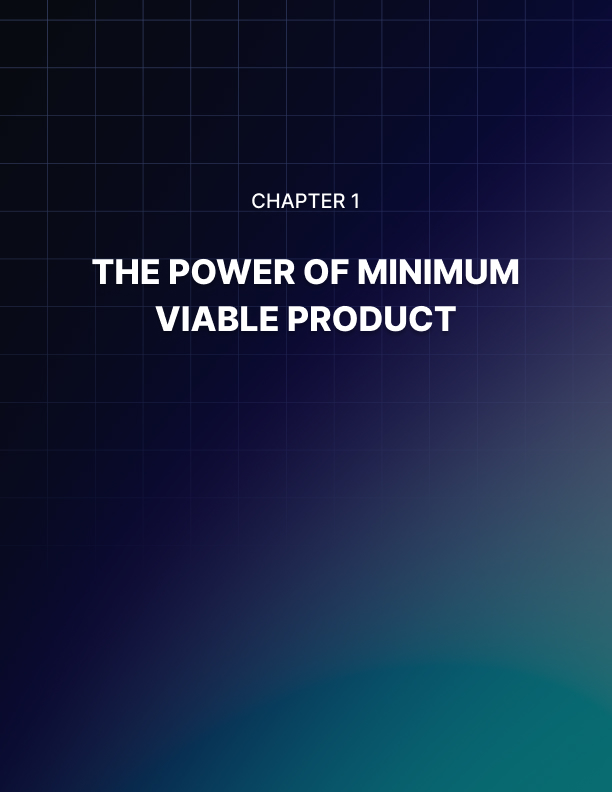 CHAPTER 1
THE POWER OF MINIMUM
VIABLE PRODUCT